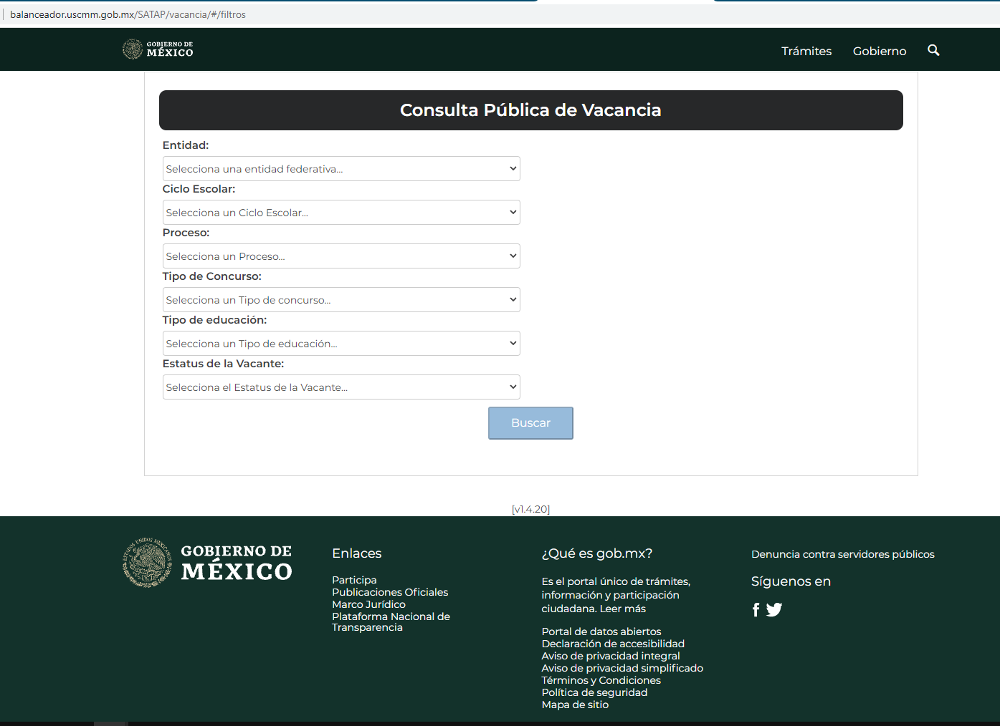 balanceador.uscmm.gob.mx/SATAP/vacancia/#/filtros
GOBIERNO DE
MÉXICO
Trámites
Gobierno
Consulta Pública de Vacancia
Entidad:
Selecciona una entidad federativa...
Ciclo Escolar:
Selecciona un Ciclo Escolar...
Proceso:
Selecciona un Proceso...
Tipo de Concurso:
Selecciona un Tipo de concurso...
Tipo de educación:
Selecciona un Tipo de educación...
Estatus de la Vacante:
Selecciona el Estatus de la Vacante...
Buscar
[v1.4.20]
ESTADOS UNIDOS MEXICANOS
GOBIERNO DE
MÉXICO
Enlaces
Participa
Publicaciones Oficiales
Marco Jurídico
Plataforma Nacional de
Transparencia
¿Qué es gob.mx?
Es el portal único de trámites,
información y participación
ciudadana. Leer más
Portal de datos abiertos
Declaración de accesibilidad
Aviso de privacidad integral
Aviso de privacidad simplificado
Términos y Condiciones
Política de seguridad
Mapa de sitio
Denuncia contra servidores públicos
Síguenos en